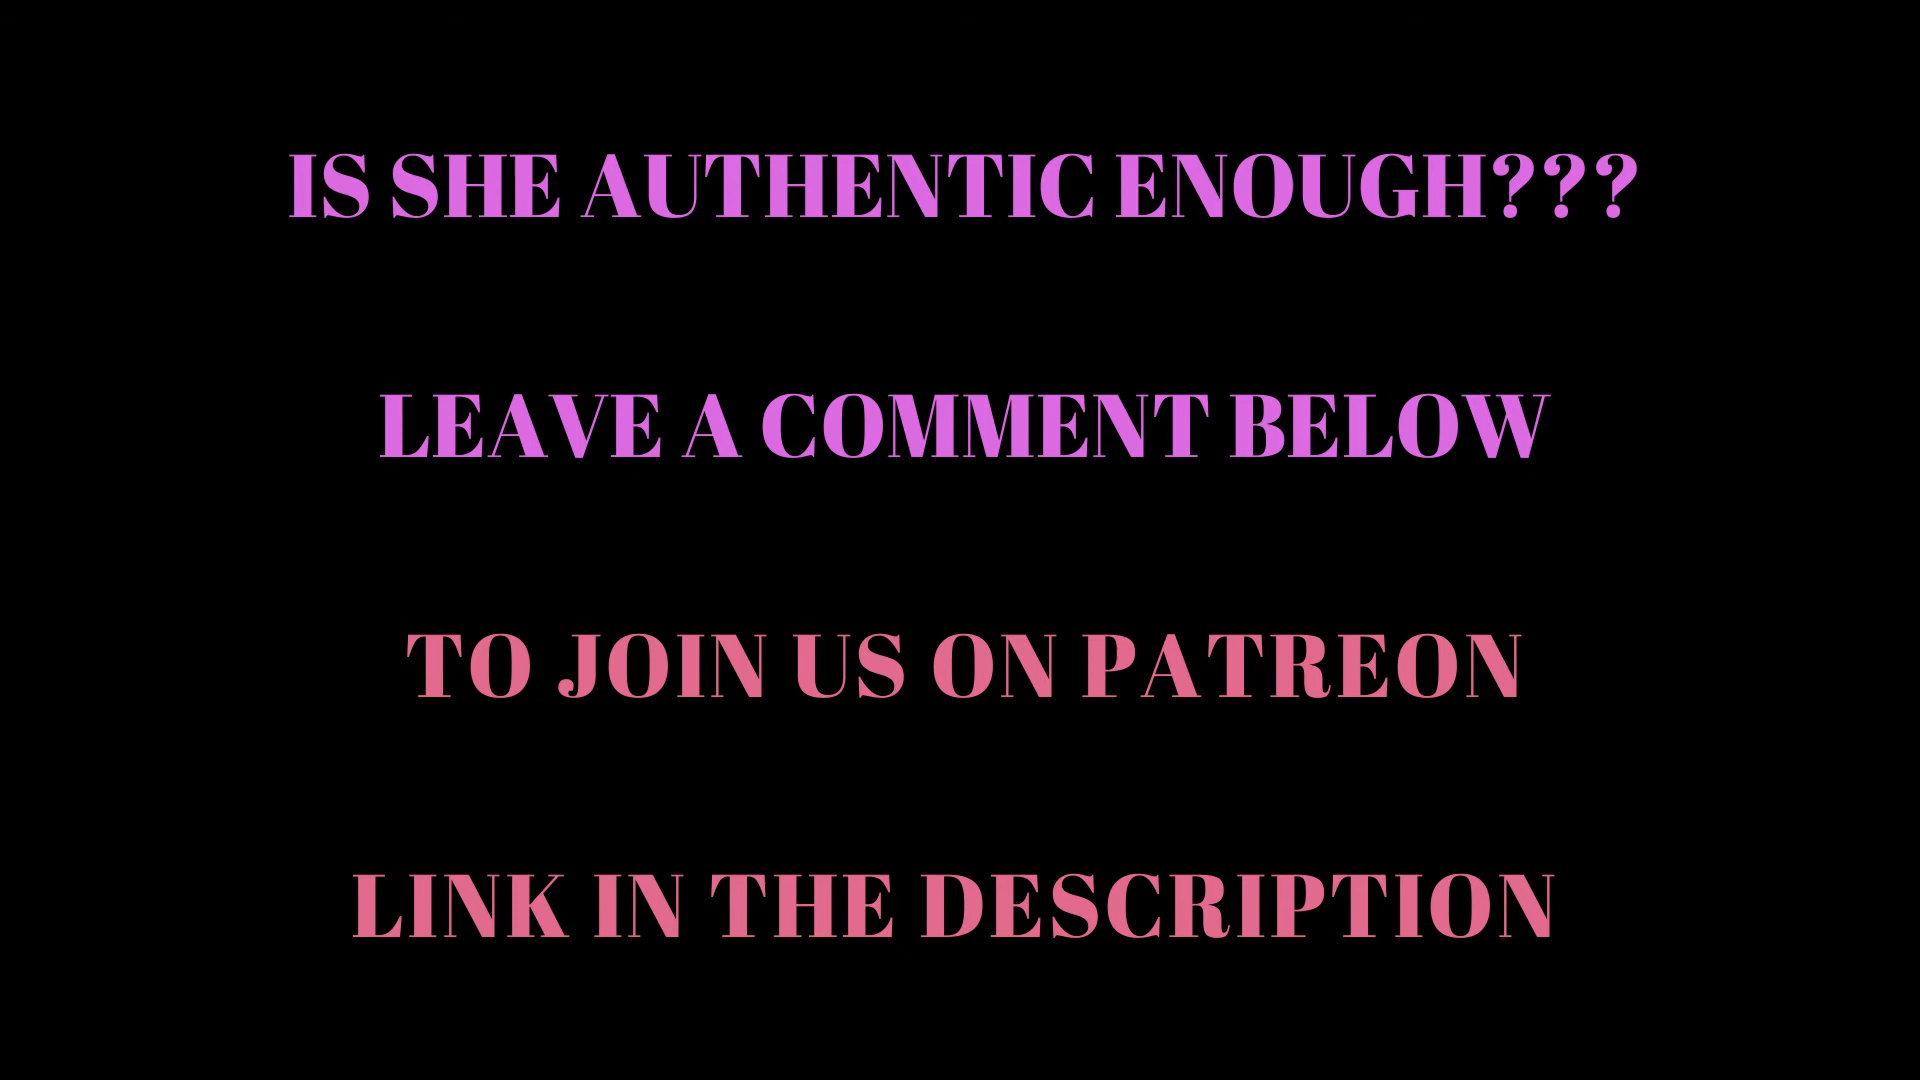 IS SHE AUTHENTIC ENOUGH???
LEAVE A COMMENT BELOW
TO JOIN US ON PATREON
LINK IN THE DESCRIPTION